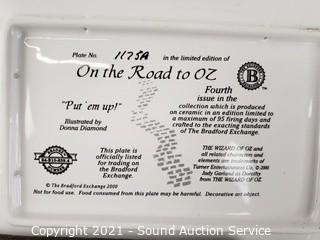 Plate No. 1175A in the limited edition of
On the Road to OZ
"Put 'em up!"
Illustrated by
Donna Diamond
Fourth
issue in the
collection which is produced
on ceramic in an edition limited to
a maximum of 95 firing days and
crafted to the exacting standards of
The Bradford Exchange.
B
This plate is
officially listed
for trading on
the Bradford
Exchange.
THE WIZARD OF OZ and
all related characters and
elements are trademarks of
Turner Entertainment Co. © 2000
Judy Garland as Dorothy
from THE WIZARD OF OZ.
© The Bradford Exchange 2000
Not for food use. Food consumed from this plate may be harmful. Decorative art object.
Copyright 2021 - Sound Auction Service